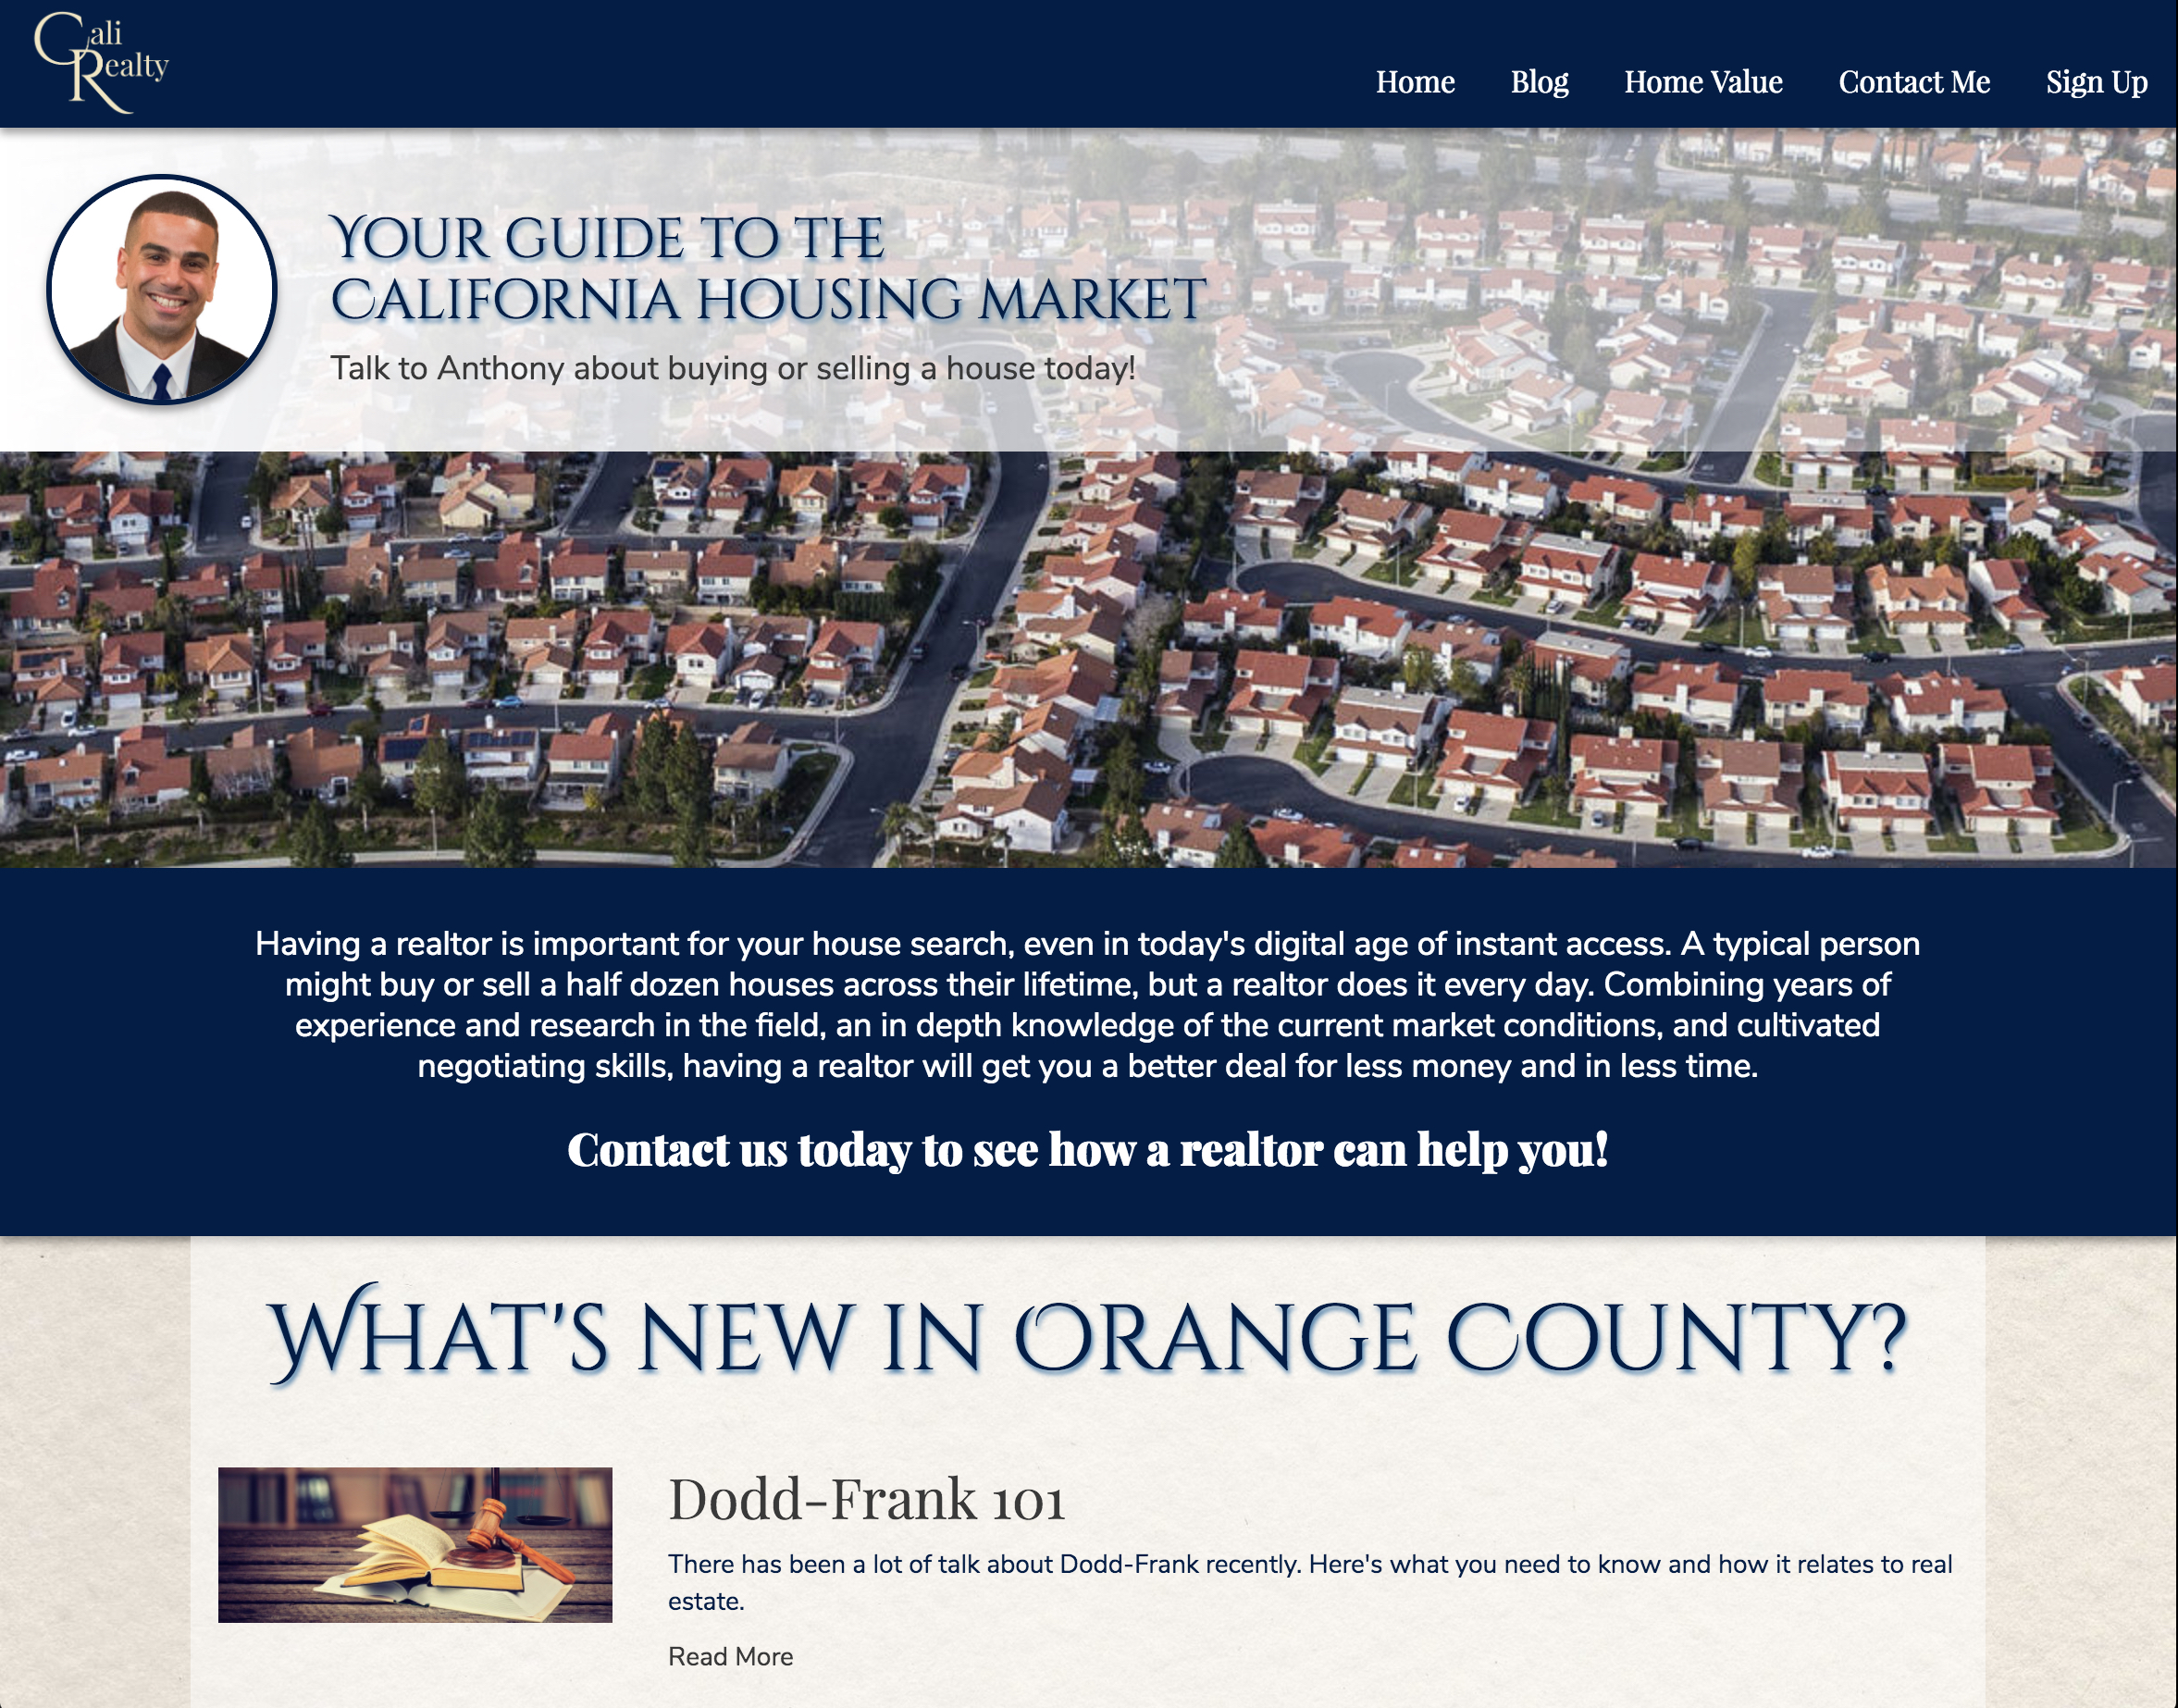 Cali
Realty
Home Blog Home Value Contact Me Sign Up
Your guide to the
California housing market
Talk to Anthony about buying or selling a house today!
Having a realtor is important for your house search, even in today's digital age of instant access. A typical person
might buy or sell a half dozen houses across their lifetime, but a realtor does it every day. Combining years of
experience and research in the field, an in depth knowledge of the current market conditions, and cultivated
negotiating skills, having a realtor will get you a better deal for less money and in less time.
Contact us today to see how a realtor can help you!
What's new in Orange County?
Dodd-Frank 101
There has been a lot of talk about Dodd-Frank recently. Here's what you need to know and how it relates to real
estate.
Read More